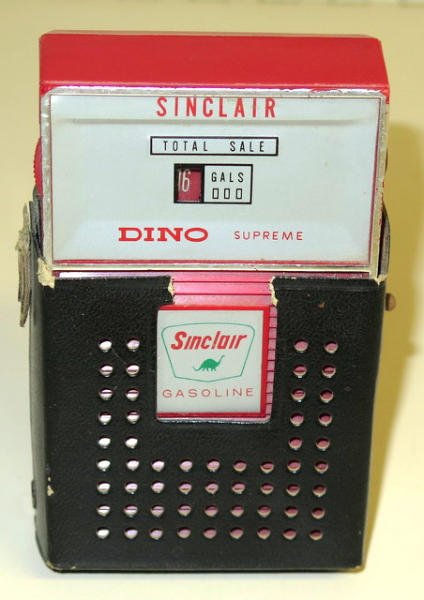 SINCLAIR
TOTAL SALE
16
GALS
000
DINO SUPREME
Sinclair
GASOLINE